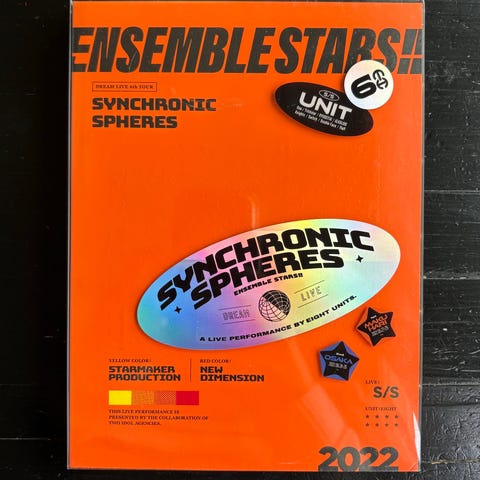 ENSEMBLE STARS!!
DREAM LIVE 6th TOUR
SYNCHRONIC
SPHERES
6th
S/S
UNIT
SYNCHRONIC
SPHERES
ENSEMBLE STARS!!
DREAM LIVE
A LIVE PERFORMANCE BY EIGHT UNITS.
MAKU
HARI
OSAKA
YELLOW COLOR/
STARMAKER
PRODUCTION
RED COLOR/
NEW
DIMENSION
THIS LIVE PERFORMANCE IS
PRESENTED BY THE COLLABORATION OF
TWO IDOL AGENCIES.
LIVE/
S/S
UNIT/EIGHT
2022